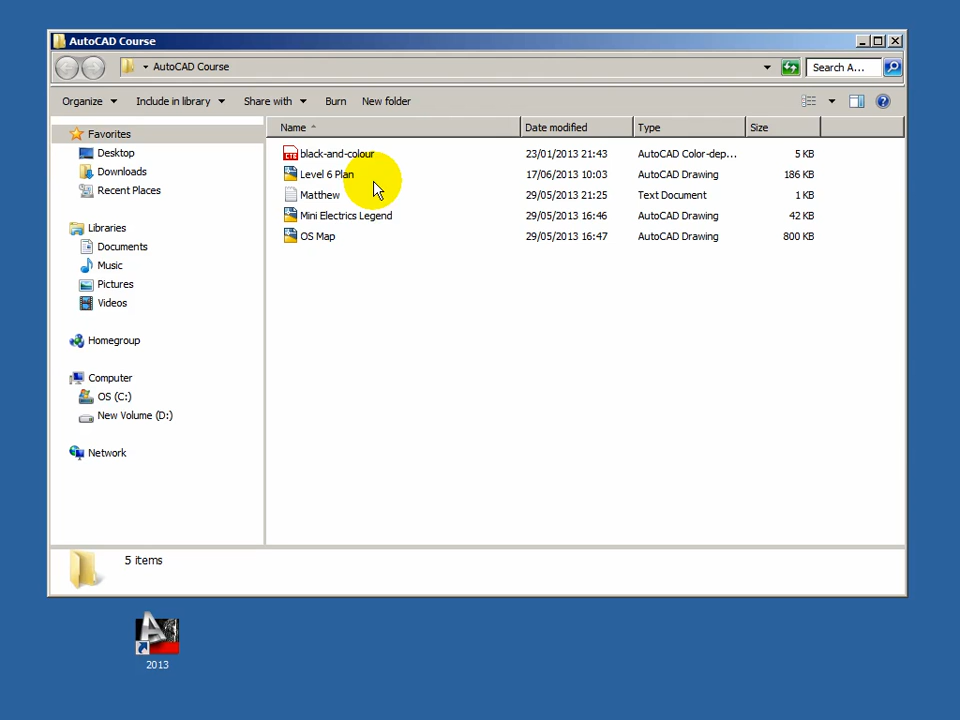 AutoCAD Course
AutoCAD Course
Search A...
Organize Include in library Share with Burn New folder
Favorites
Desktop
Downloads
Recent Places
Libraries
Documents
Music
Pictures
Videos
Homegroup
Computer
OS (C:)
New Volume (D:)
Network
Name Date modified Type Size
black-and-colour 23/01/2013 21:43 AutoCAD Color-dep... 5 KB
Level 6 Plan 17/06/2013 10:03 AutoCAD Drawing 186 KB
Matthew 29/05/2013 21:25 Text Document 1 KB
Mini Electrics Legend 29/05/2013 16:46 AutoCAD Drawing 42 KB
OS Map 29/05/2013 16:47 AutoCAD Drawing 800 KB
5 items
2013